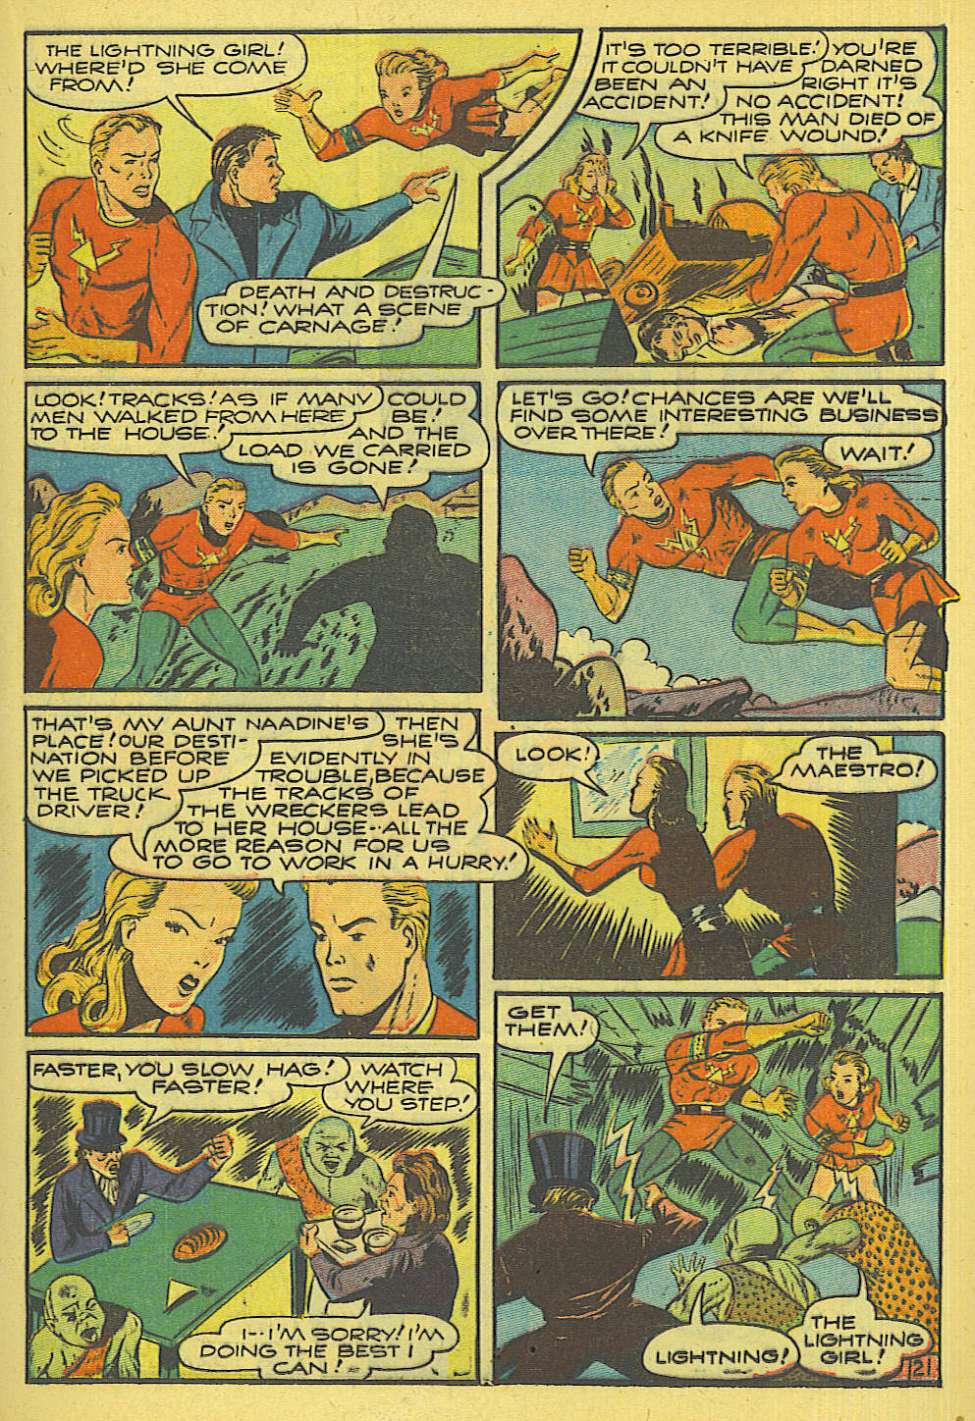 THE LIGHTNING GIRL!
WHERE'D SHE COME
FROM!
DEATH AND DESTRUC-
TION! WHAT A SCENE
OF CARNAGE!
IT'S TOO TERRIBLE!
IT COULDN'T HAVE
BEEN AN
ACCIDENT!
YOU'RE
DARNED
RIGHT IT'S
NO ACCIDENT!
THIS MAN DIED OF
A KNIFE WOUND!
LOOK! TRACKS! AS IF MANY
MEN WALKED FROM HERE
TO THE HOUSE!
COULD
BE!
AND THE
LOAD WE CARRIED
IS GONE!
LET'S GO! CHANCES ARE WE'LL
FIND SOME INTERESTING BUSINESS
OVER THERE!
WAIT!
THAT'S MY AUNT NAADINE'S
PLACE! OUR DESTI-
NATION BEFORE
WE PICKED UP
THE TRUCK
DRIVER!
THEN
SHE'S
EVIDENTLY IN
TROUBLE, BECAUSE
THE TRACKS OF
THE WRECKERS LEAD
TO HER HOUSE--ALL THE
MORE REASON FOR US
TO GO TO WORK IN A HURRY!
LOOK!
THE
MAESTRO!
FASTER, YOU SLOW HAG!
FASTER!
WATCH
WHERE
YOU STEP!
I--I'M SORRY! I'M
DOING THE BEST I
CAN!
GET
THEM!
LIGHTNING!
THE
LIGHTNING
GIRL!
121